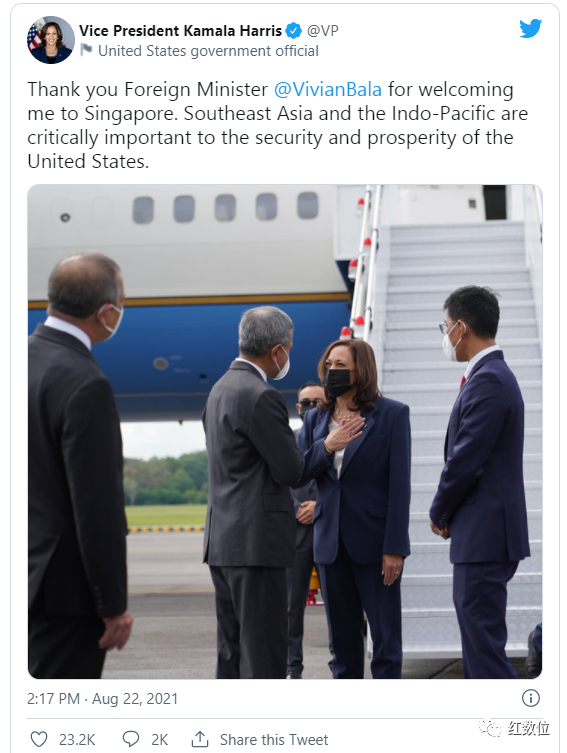 Vice President Kamala Harris @VP
United States government official
Thank you Foreign Minister @VivianBala for welcoming
me to Singapore. Southeast Asia and the Indo-Pacific are
critically important to the security and prosperity of the
United States.
2:17 PM · Aug 22, 2021
23.2K 2K Share this Tweet
红数位